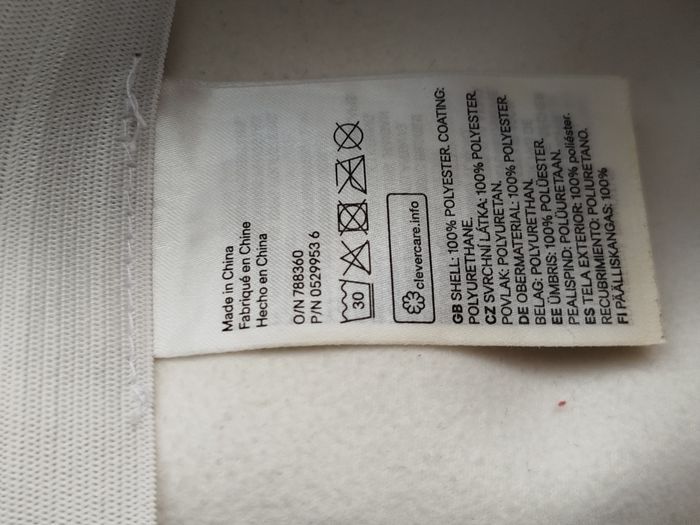 Made in China
Fabriqué en Chine
Hecho en China
O/N 788360
P/N 0529953 6
30
clevercare.info
GB SHELL: 100% POLYESTER. COATING:
POLYURETHANE.
CZ SVRCHNÍ LÁTKA: 100% POLYESTER.
POVLAK: POLYURETAN.
DE OBERMATERIAL: 100% POLYESTER
BELAG: POLYURETHAN.
EE ÜMBRIS: 100% POLÜESTER.
PEALISPIND: POLÜURETAAN.
ES TELA EXTERIOR: 100% poliéster.
RECUBRIMIENTO: POLIURETANO.
FI PÄÄLLISKANGAS: 100%